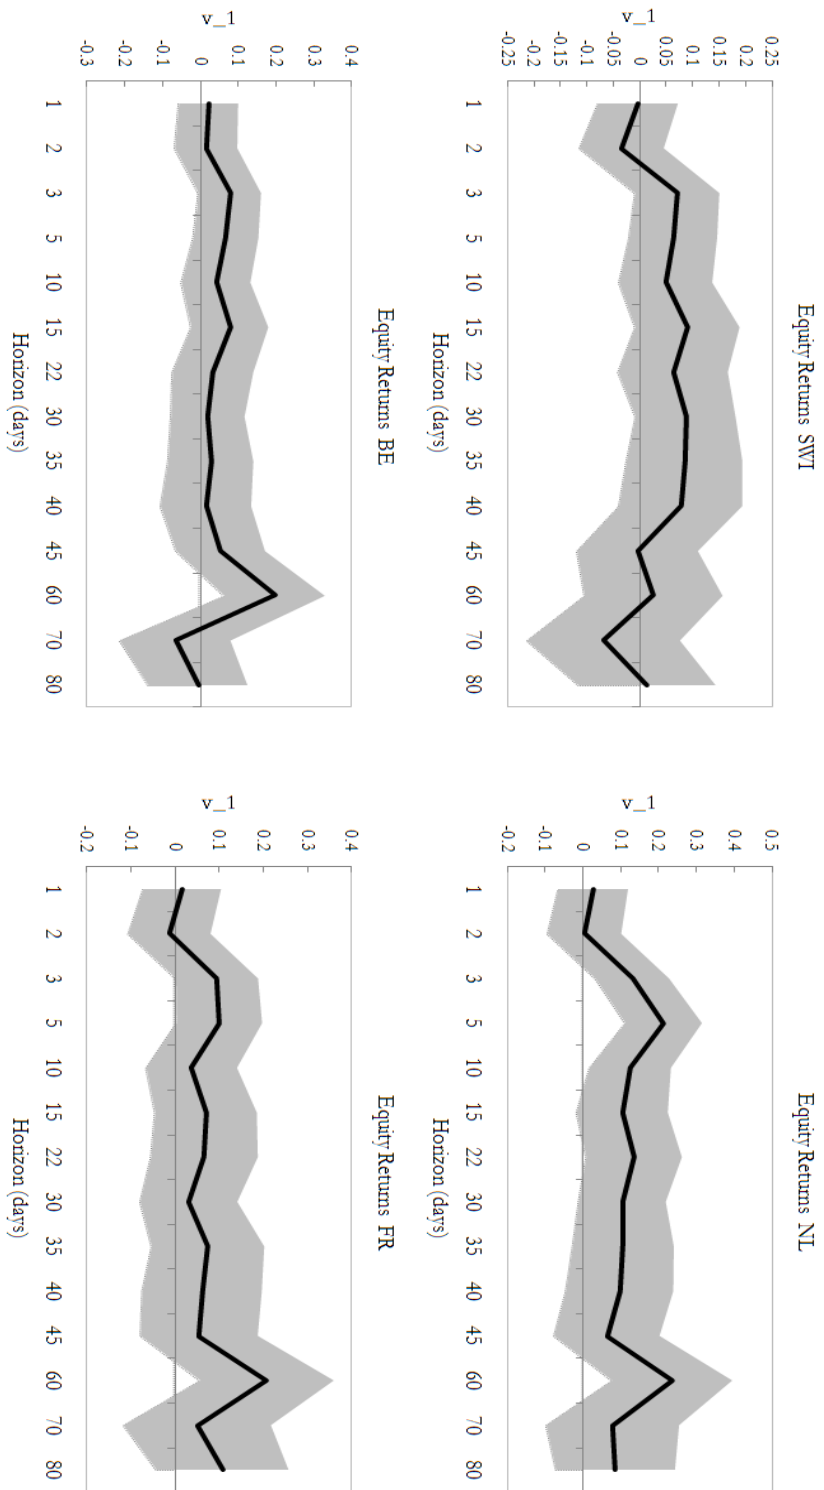 Equity Returns SWI
0.25
0.2
0.15
0.1
0.05
0
-0.05
-0.1
-0.15
-0.2
-0.25
v_1
1 2 3 5 10 15 22 30 35 40 45 60 70 80
Horizon (days)
Equity Returns NL
0.5
0.4
0.3
0.2
0.1
0
-0.1
-0.2
v_1
1 2 3 5 10 15 22 30 35 40 45 60 70 80
Horizon (days)
Equity Returns BE
0.4
0.3
0.2
0.1
0
-0.1
-0.2
-0.3
v_1
1 2 3 5 10 15 22 30 35 40 45 60 70 80
Horizon (days)
Equity Returns FR
0.4
0.3
0.2
0.1
0
-0.1
-0.2
v_1
1 2 3 5 10 15 22 30 35 40 45 60 70 80
Horizon (days)